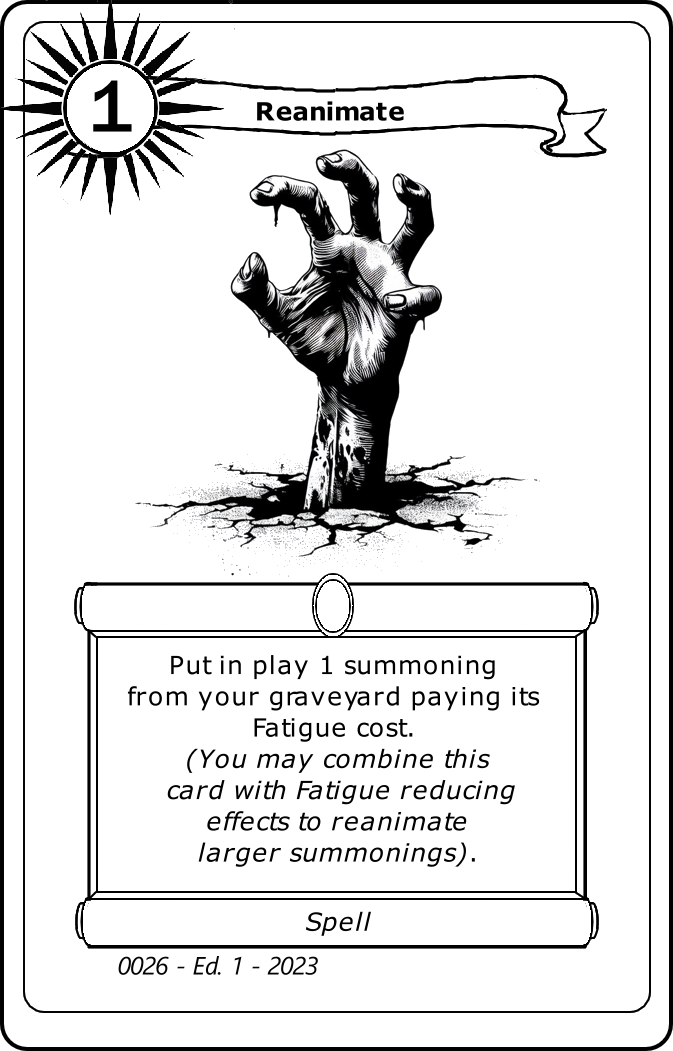 1
Reanimate
Put in play 1 summoning
from your graveyard paying its
Fatigue cost.
(You may combine this
card with Fatigue reducing
effects to reanimate
larger summonings).
Spell
0026 - Ed. 1 - 2023